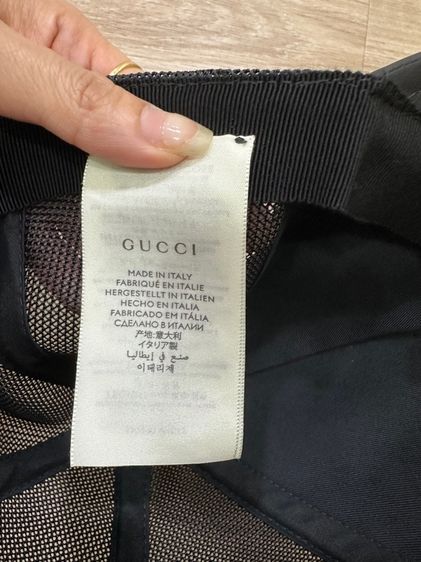 GUCCI
MADE IN ITALY
FABRIQUÉ EN ITALIE
HERGESTELLT IN ITALIEN
HECHO EN ITALIA
FABRICADO EM ITÁLIA
СДЕЛАНО В ИТАЛИИ
产地:意大利
イタリア製
صنع في إيطاليا
이태리제